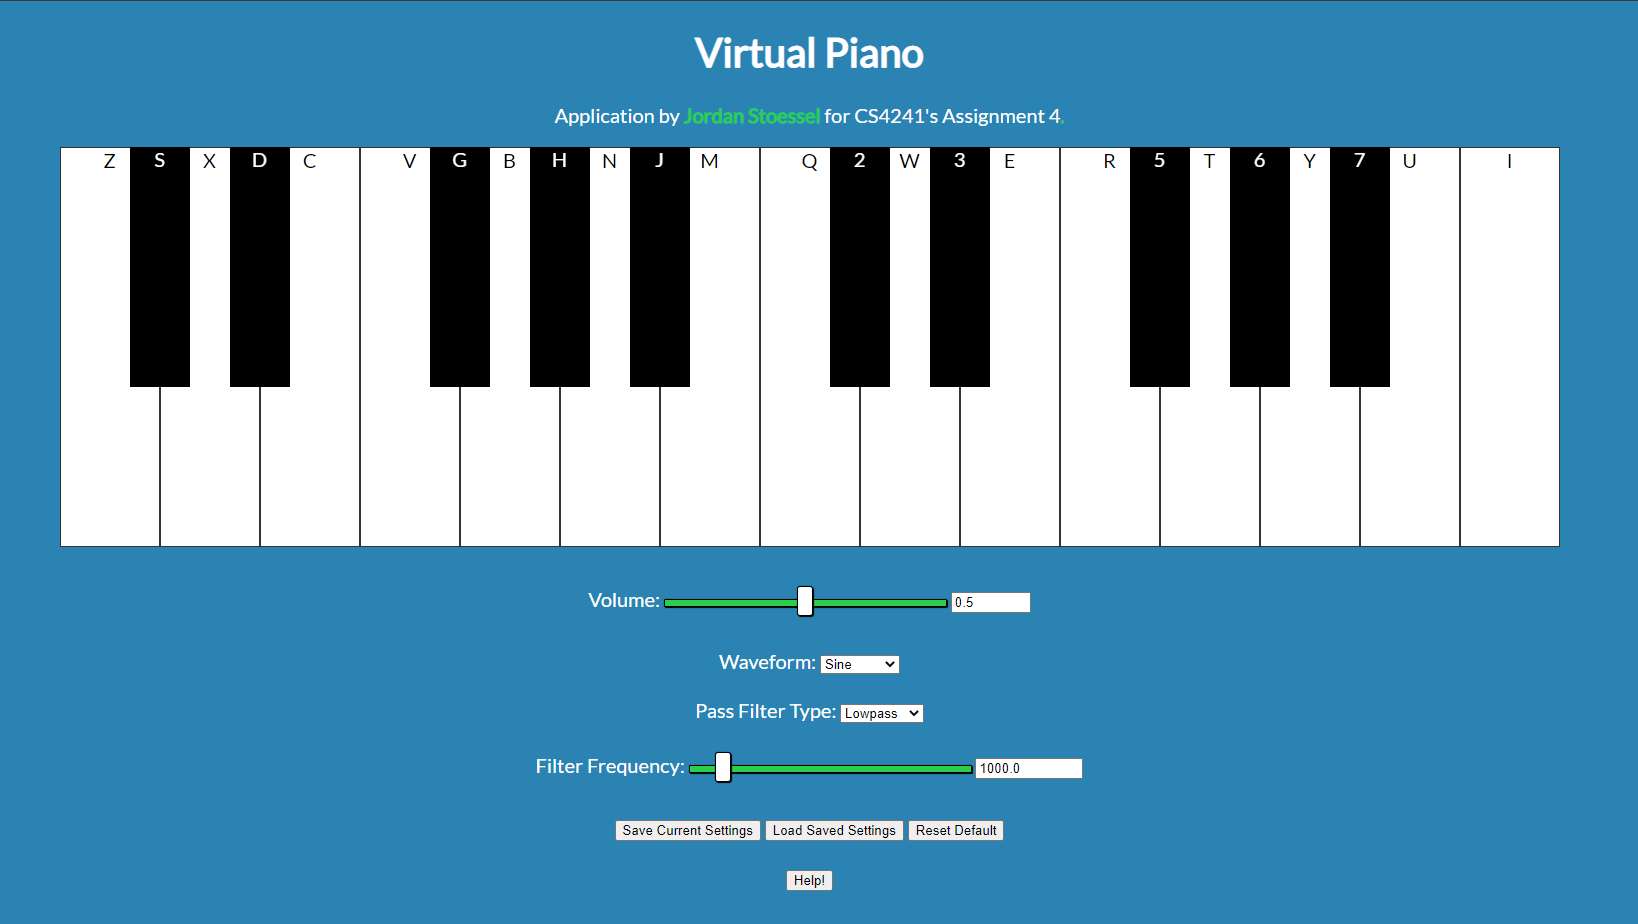 Virtual Piano
Application by Jordan Stoessel for CS4241's Assignment 4.
Z S X D C V G B H N J M Q 2 W 3 E R 5 T 6 Y 7 U I
Volume: 0.5
Waveform: Sine
Pass Filter Type: Lowpass
Filter Frequency: 1000.0
Save Current Settings Load Saved Settings Reset Default
Help!